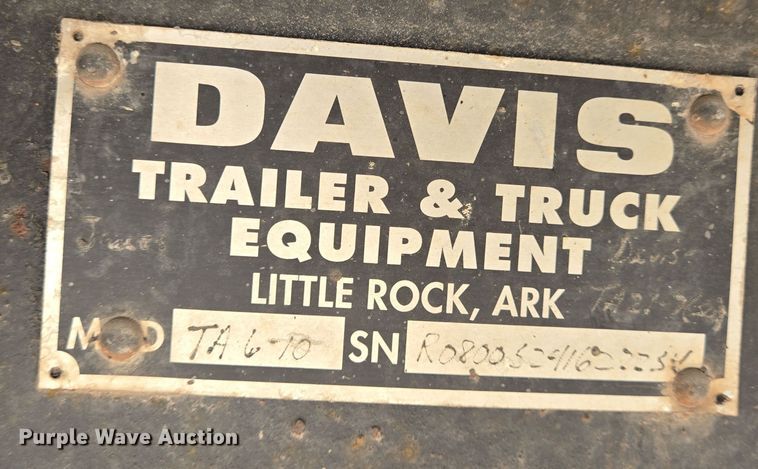 DAVIS
TRAILER & TRUCK
EQUIPMENT
LITTLE ROCK, ARK
MOD TA 6-10 SN
Purple Wave Auction